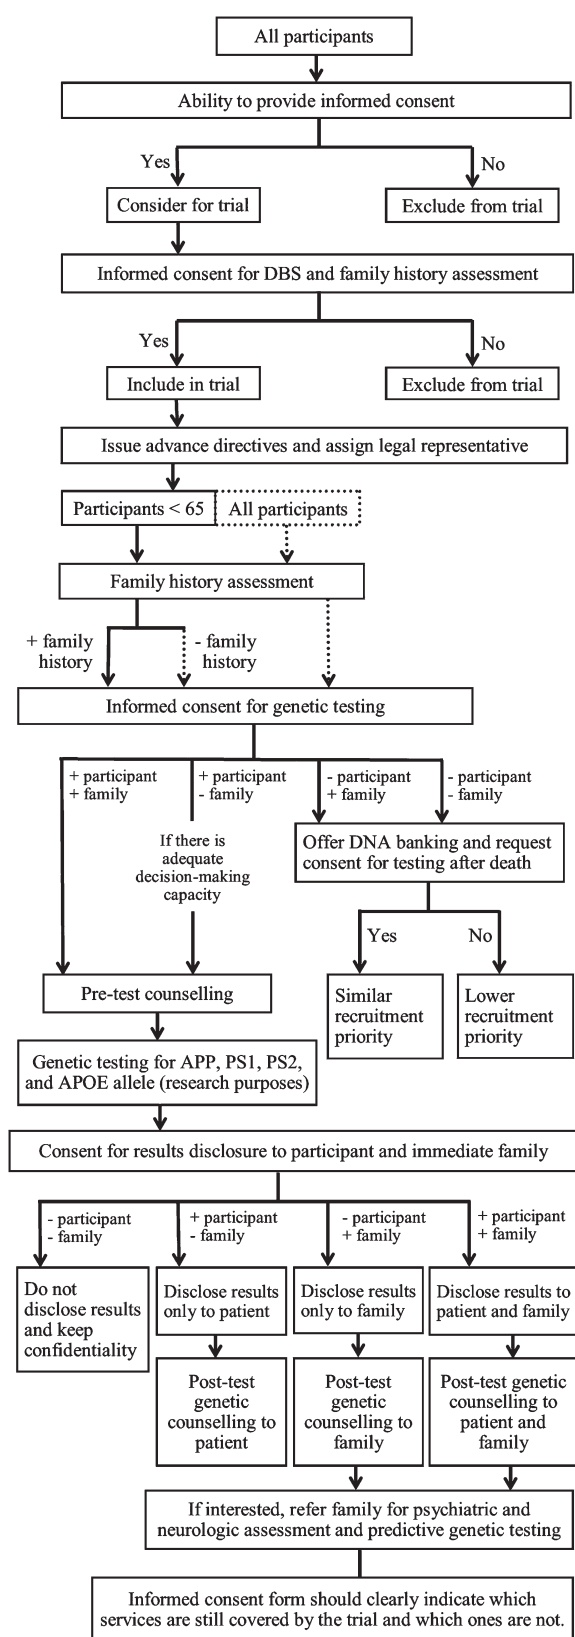 All participants
Ability to provide informed consent
Yes
No
Consider for trial
Exclude from trial
Informed consent for DBS and family history assessment
Yes
No
Include in trial
Exclude from trial
Issue advance directives and assign legal representative
Participants < 65
All participants
Family history assessment
+ family
history
- family
history
Informed consent for genetic testing
+ participant
+ family
+ participant
- family
- participant
+ family
- participant
- family
If there is
adequate
decision-making
capacity
Offer DNA banking and request
consent for testing after death
Yes
No
Pre-test counselling
Similar
recruitment
priority
Lower
recruitment
priority
Genetic testing for APP, PS1, PS2,
and APOE allele (research purposes)
Consent for results disclosure to participant and immediate family
- participant
- family
+ participant
- family
- participant
+ family
+ participant
+ family
Do not
disclose results
and keep
confidentiality
Disclose results
only to patient
Disclose results
only to family
Disclose results to
patient and family
Post-test
genetic
counselling to
patient
Post-test
genetic
counselling to
family
Post-test genetic
counselling to
patient and
family
If interested, refer family for psychiatric and
neurologic assessment and predictive genetic testing
Informed consent form should clearly indicate which
services are still covered by the trial and which ones are not.